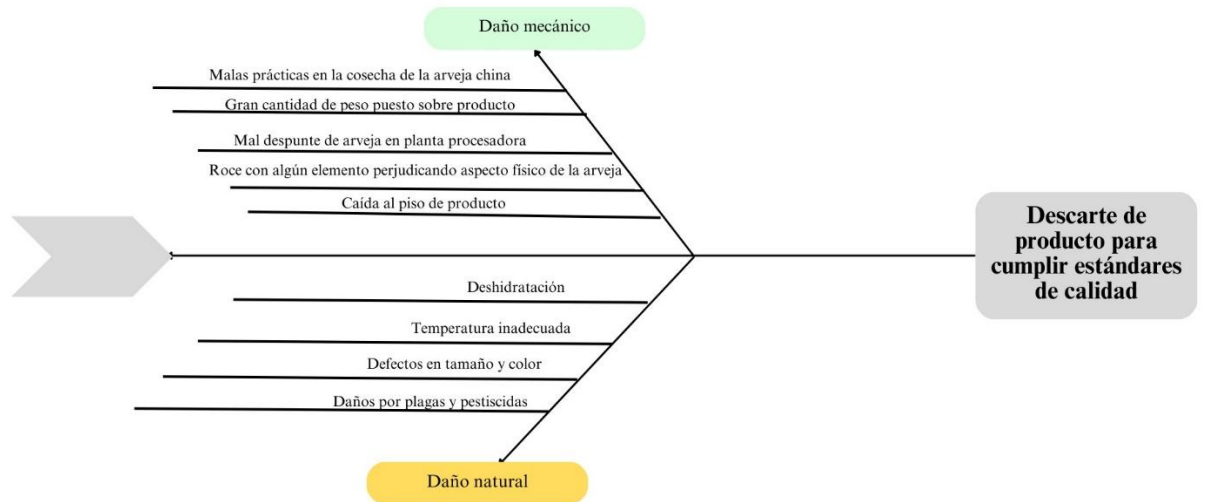 Daño mecánico
Malas prácticas en la cosecha de la arveja china
Gran cantidad de peso puesto sobre producto
Mal despunte de arveja en planta procesadora
Roce con algún elemento perjudicando aspecto físico de la arveja
Caída al piso de producto
Descarte de
producto para
cumplir estándares
de calidad
Deshidratación
Temperatura inadecuada
Defectos en tamaño y color
Daños por plagas y pestiscidas
Daño natural